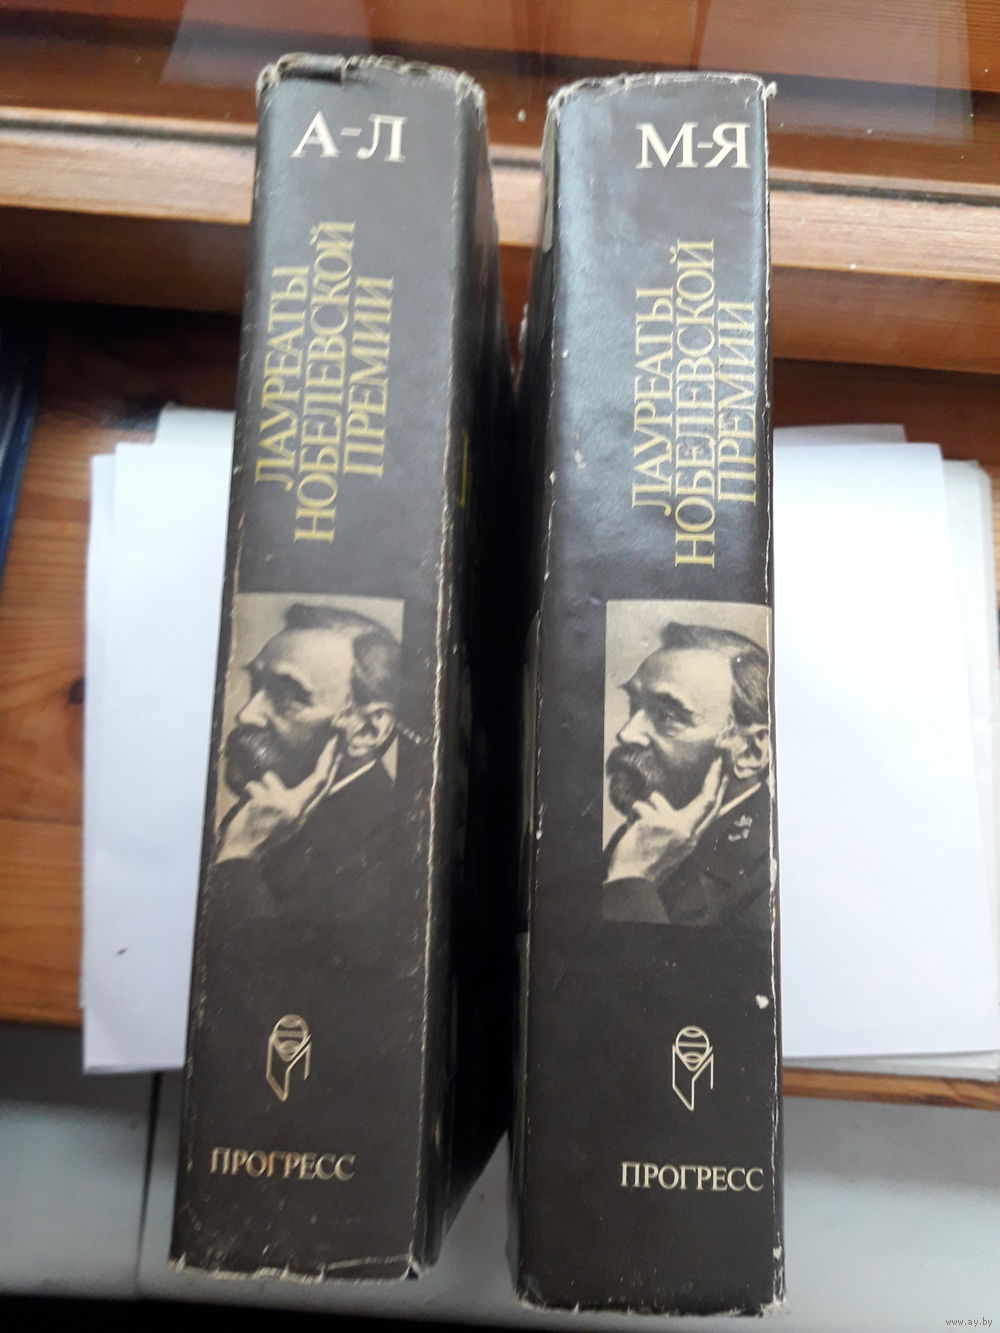 А-Л
ЛАУРЕАТЫ
НОБЕЛЕВСКОЙ
ПРЕМИИ
ПРОГРЕСС
М-Я
ЛАУРЕАТЫ
НОБЕЛЕВСКОЙ
ПРЕМИИ
ПРОГРЕСС
www.ay.by